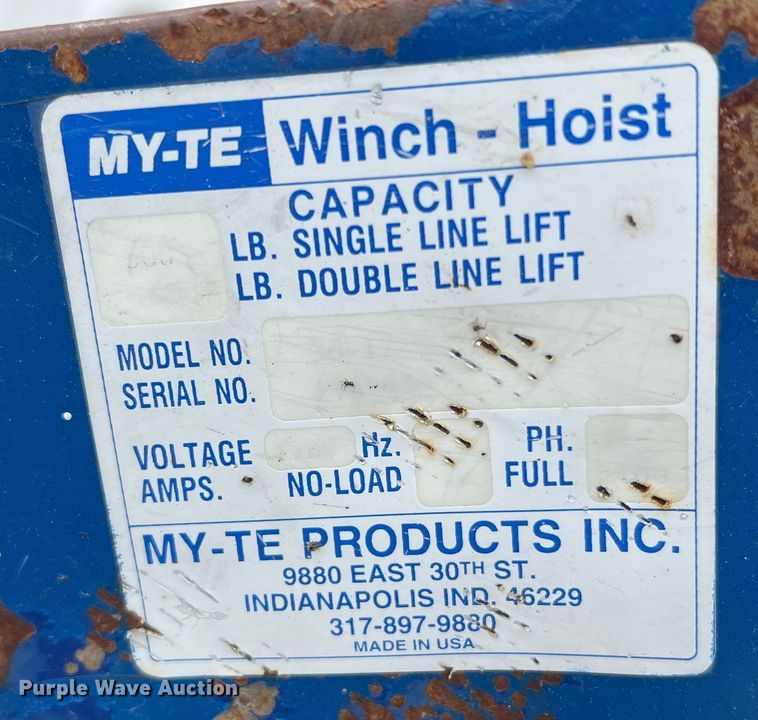 MY-TE Winch - Hoist
CAPACITY
LB. SINGLE LINE LIFT
LB. DOUBLE LINE LIFT
MODEL NO.
SERIAL NO.
VOLTAGE Hz. PH.
AMPS. NO-LOAD FULL
MY-TE PRODUCTS INC.
9880 EAST 30TH ST.
INDIANAPOLIS IND. 46229
317-897-9880
MADE IN USA
Purple Wave Auction